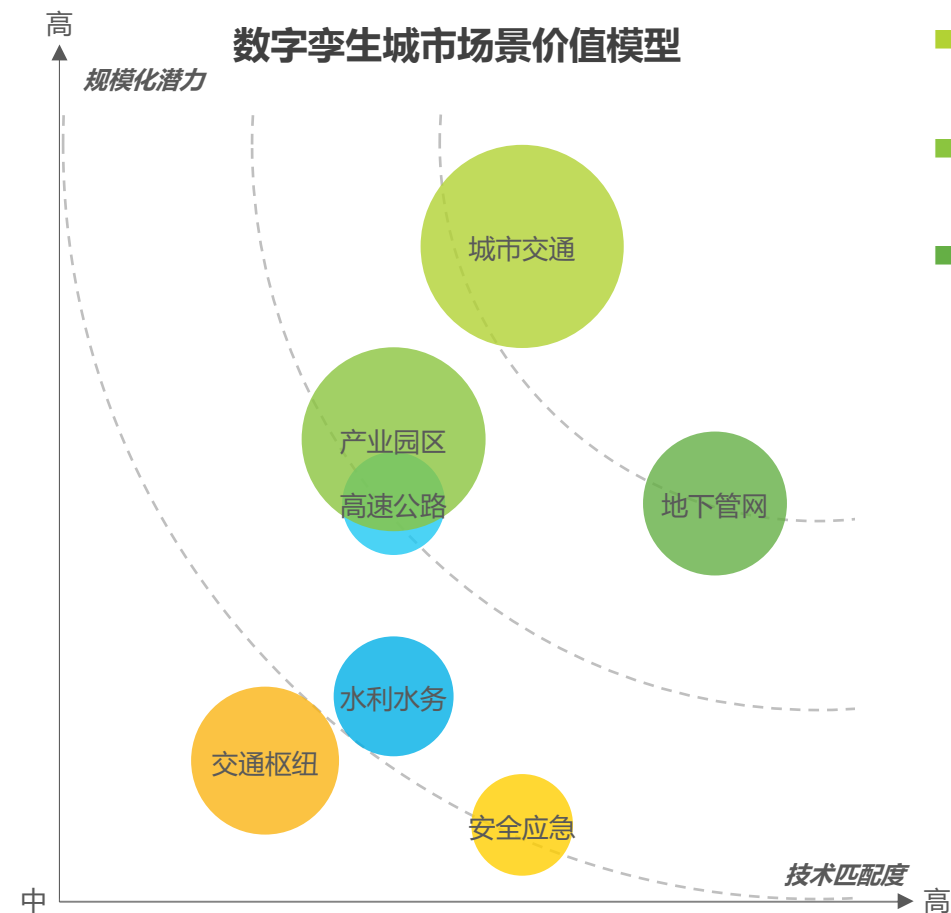 高
数字孪生城市场景价值模型
规模化潜力
城市交通
产业园区
高速公路
地下管网
水利水务
交通枢纽
安全应急
技术匹配度
中
高